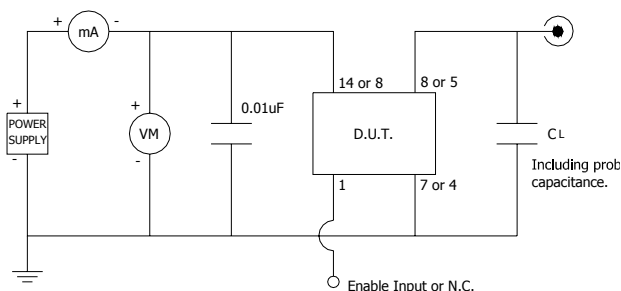 + mA -
14 or 8
8 or 5
+
POWER
SUPPLY
-
+
VM
-
0.01uF
D.U.T.
CL
Including prob
capacitance.
1
7 or 4
Enable Input or N.C.